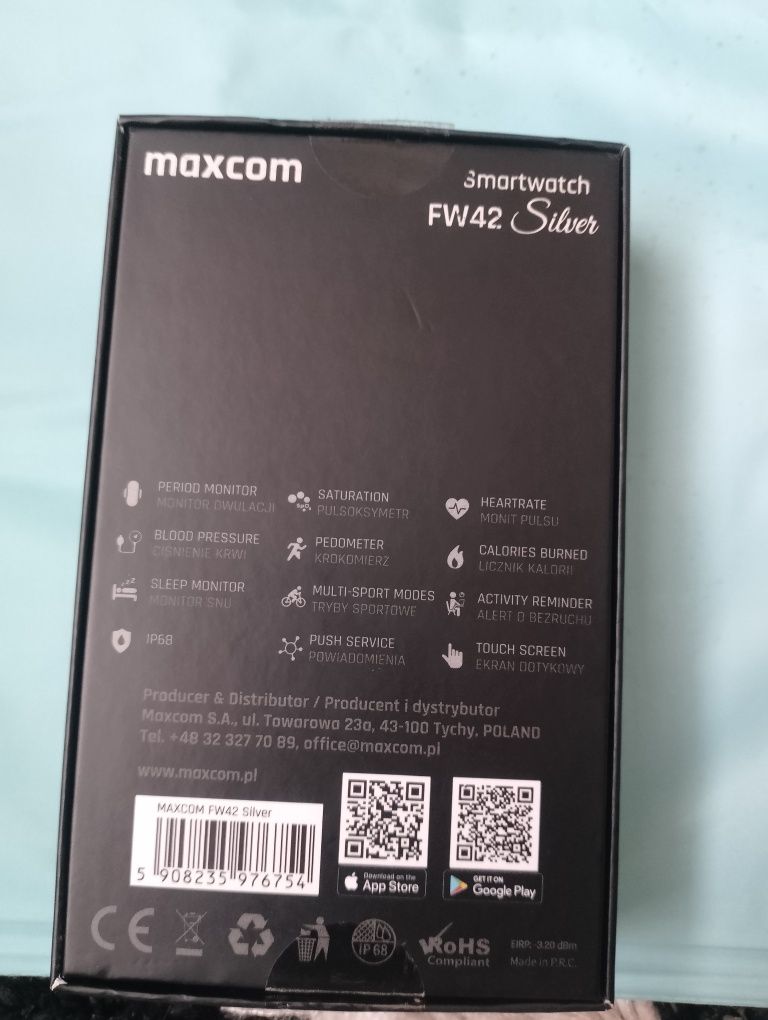 maxcom
Smartwatch
FW42 Silver
PERIOD MONITOR
MONITOR OWULACJI
SATURATION
PULSOKSYMETR
HEARTRATE
MONIT PULSU
BLOOD PRESSURE
CIŚNIENIE KRWI
PEDOMETER
KROKOMIERZ
CALORIES BURNED
LICZNIK KALORII
SLEEP MONITOR
MONITOR SNU
MULTI-SPORT MODES
TRYBY SPORTOWE
ACTIVITY REMINDER
ALERT O BEZRUCHU
IP68
PUSH SERVICE
POWIADOMIENIA
TOUCH SCREEN
EKRAN DOTYKOWY
Producer & Distributor / Producent i dystrybutor
Maxcom S.A., ul. Towarowa 23a, 43-100 Tychy, POLAND
Tel. +48 32 327 70 89, office@maxcom.pl
www.maxcom.pl
MAXCOM FW42 Silver
5 908235 976754
Download on the
App Store
GET IT ON
Google Play
CE
IP 68
RoHS
Compliant
EIRP: -3.20 dBm
Made in P.R.C.